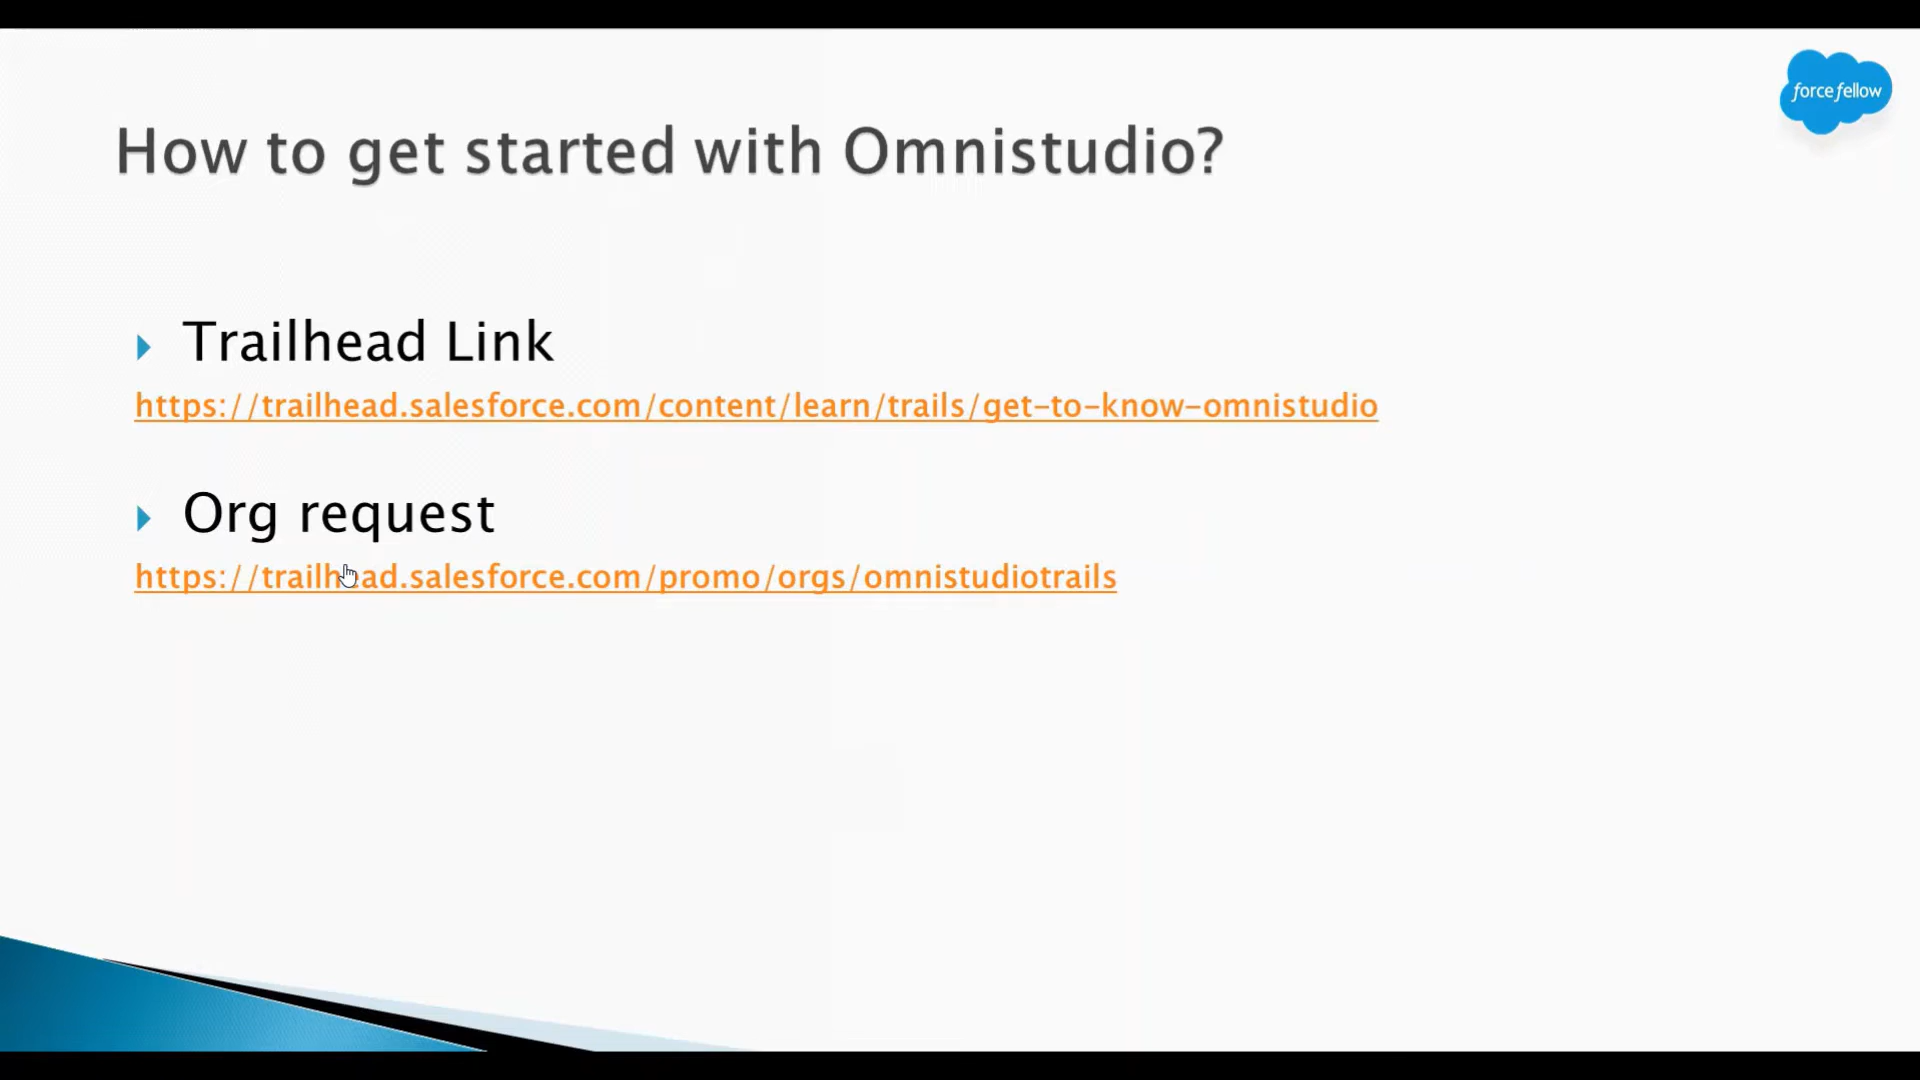 force fellow
How to get started with Omnistudio?
Trailhead Link
https://trailhead.salesforce.com/content/learn/trails/get-to-know-omnistudio
Org request
https://trailhead.salesforce.com/promo/orgs/omnistudiotrails